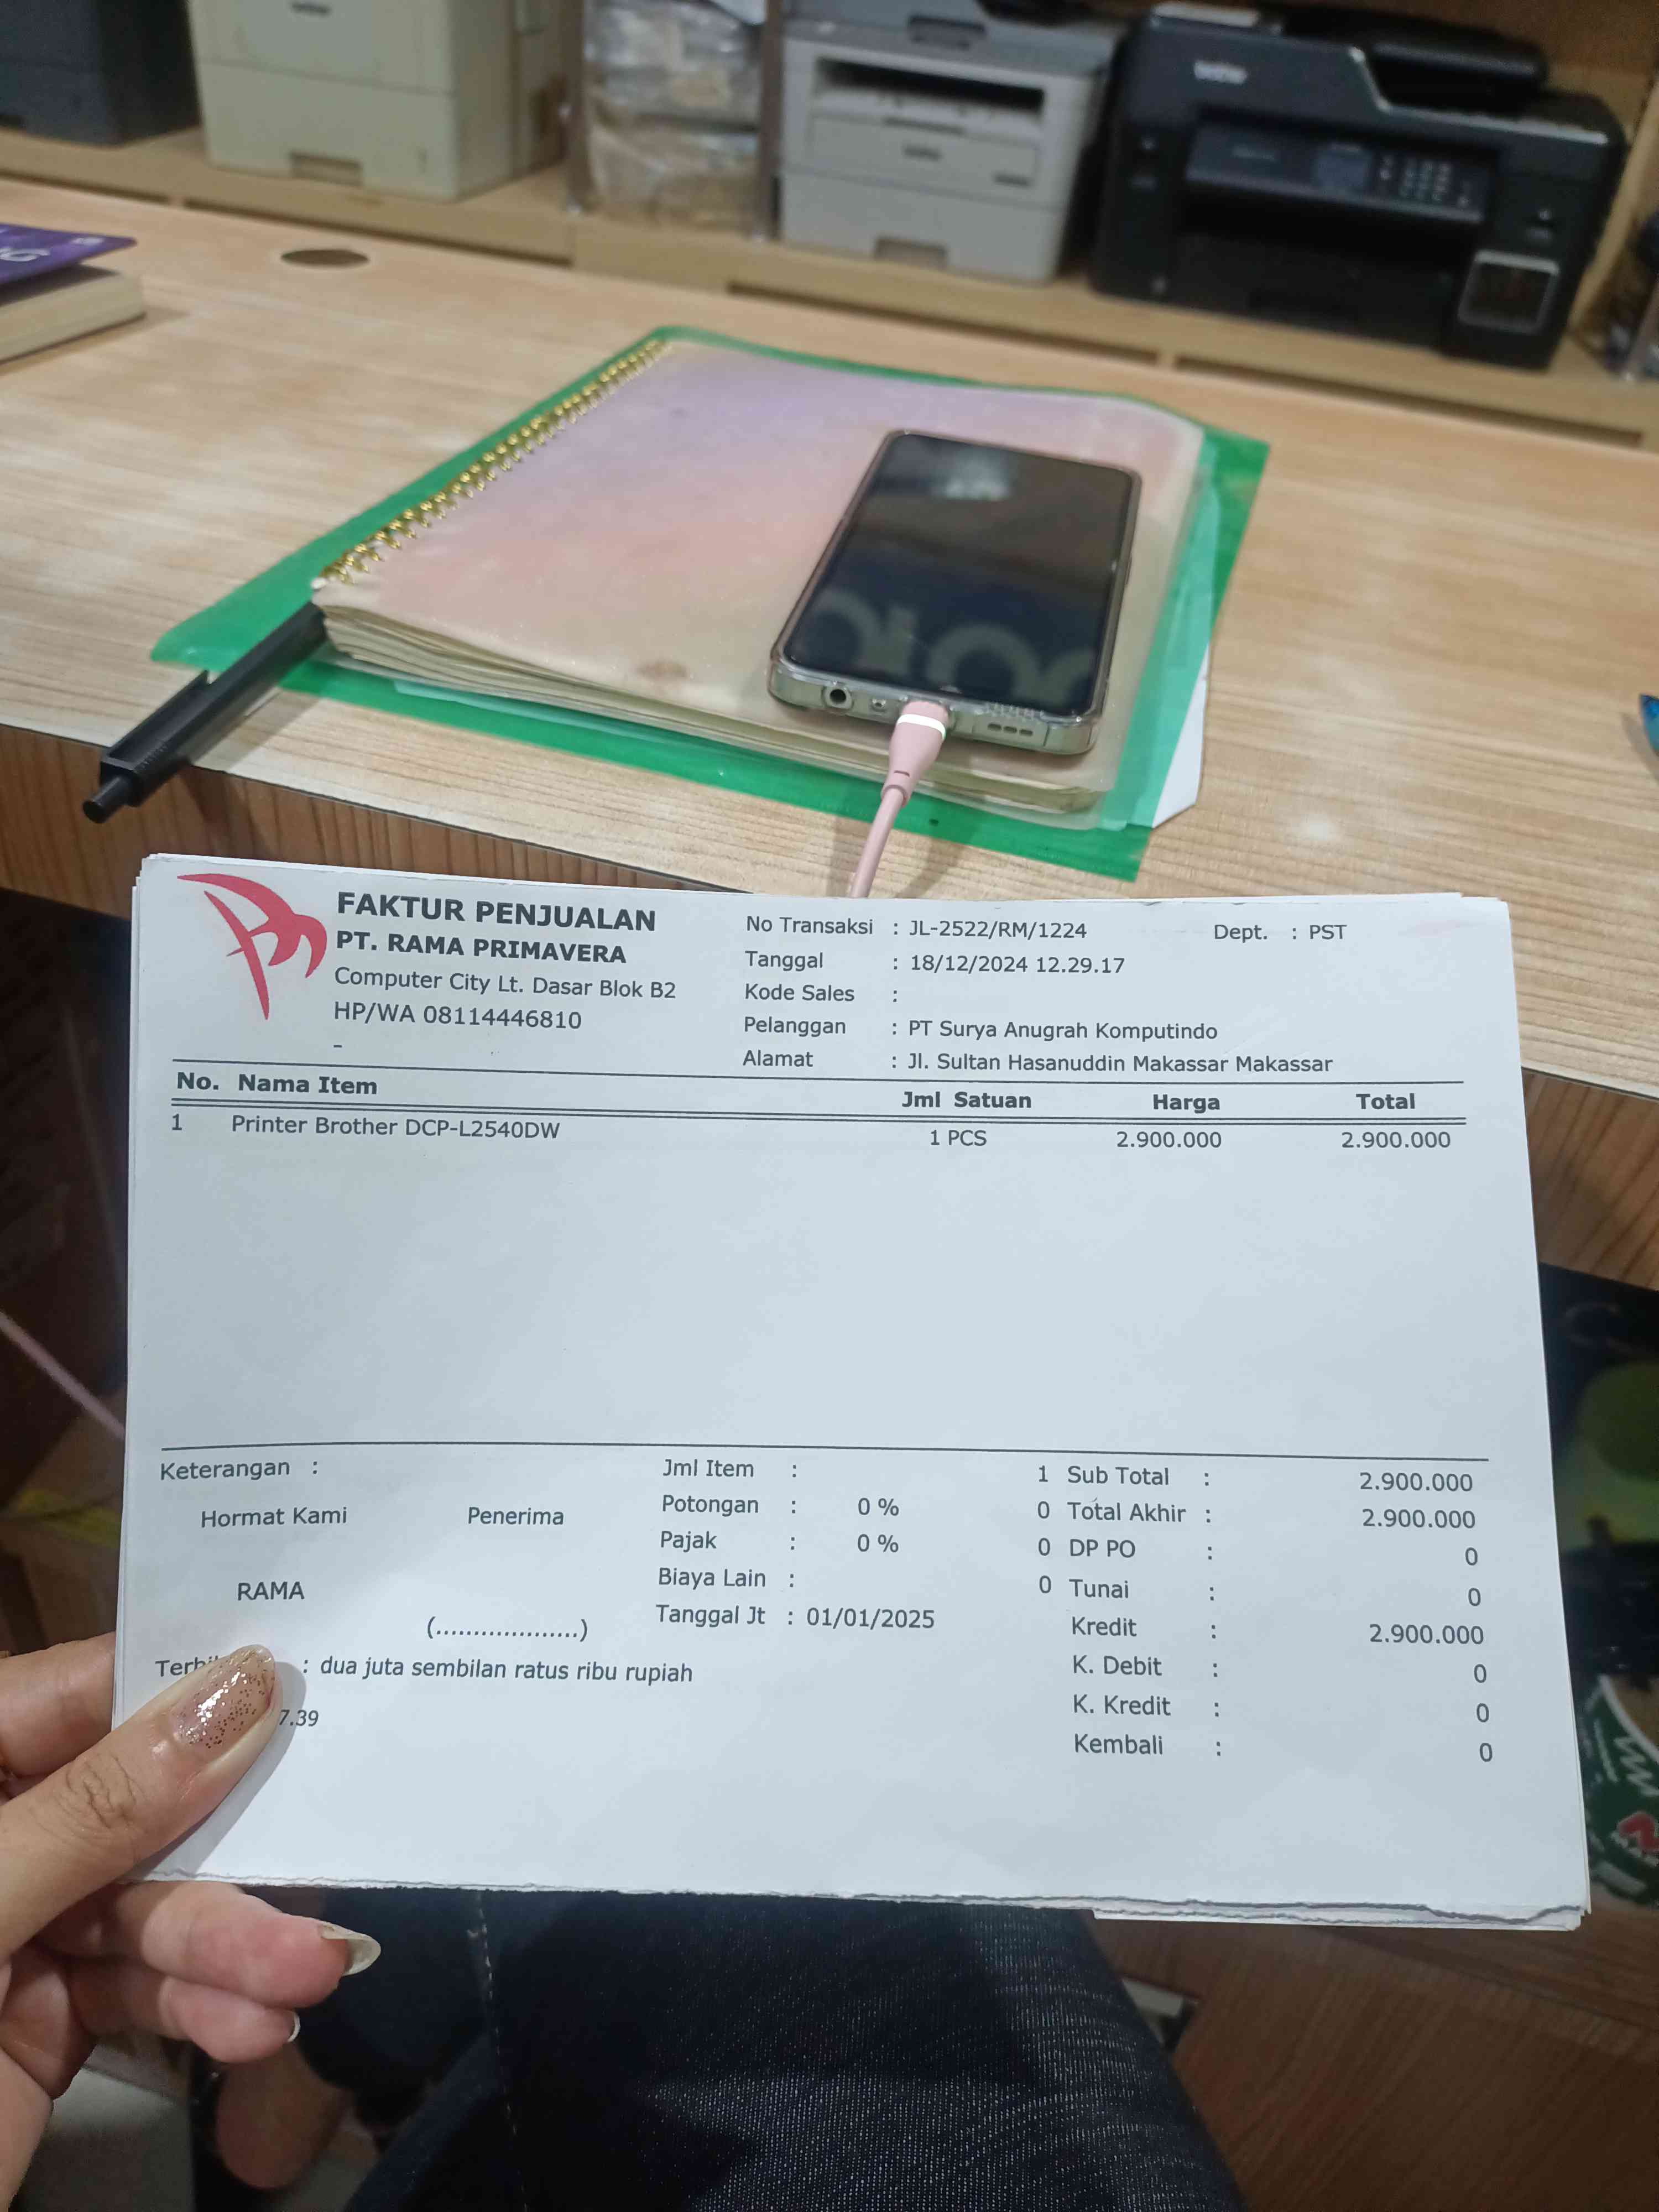 brother
FAKTUR PENJUALAN
PT. RAMA PRIMAVERA
Computer City Lt. Dasar Blok B2
HP/WA 08114446810
-
No Transaksi : JL-2522/RM/1224
Dept. : PST
Tanggal : 18/12/2024 12.29.17
Kode Sales :
Pelanggan : PT Surya Anugrah Komputindo
Alamat : Jl. Sultan Hasanuddin Makassar Makassar
No. Nama Item Jml Satuan Harga Total
1 Printer Brother DCP-L2540DW 1 PCS 2.900.000 2.900.000
Keterangan :
Hormat Kami Penerima
RAMA
(...................)
Jml Item : 1
Potongan : 0 % 0
Pajak : 0 % 0
Biaya Lain : 0
Tanggal Jt : 01/01/2025
Sub Total : 2.900.000
Total Akhir : 2.900.000
DP PO : 0
Tunai : 0
Kredit : 2.900.000
K. Debit : 0
K. Kredit : 0
Kembali : 0
: dua juta sembilan ratus ribu rupiah
7.39